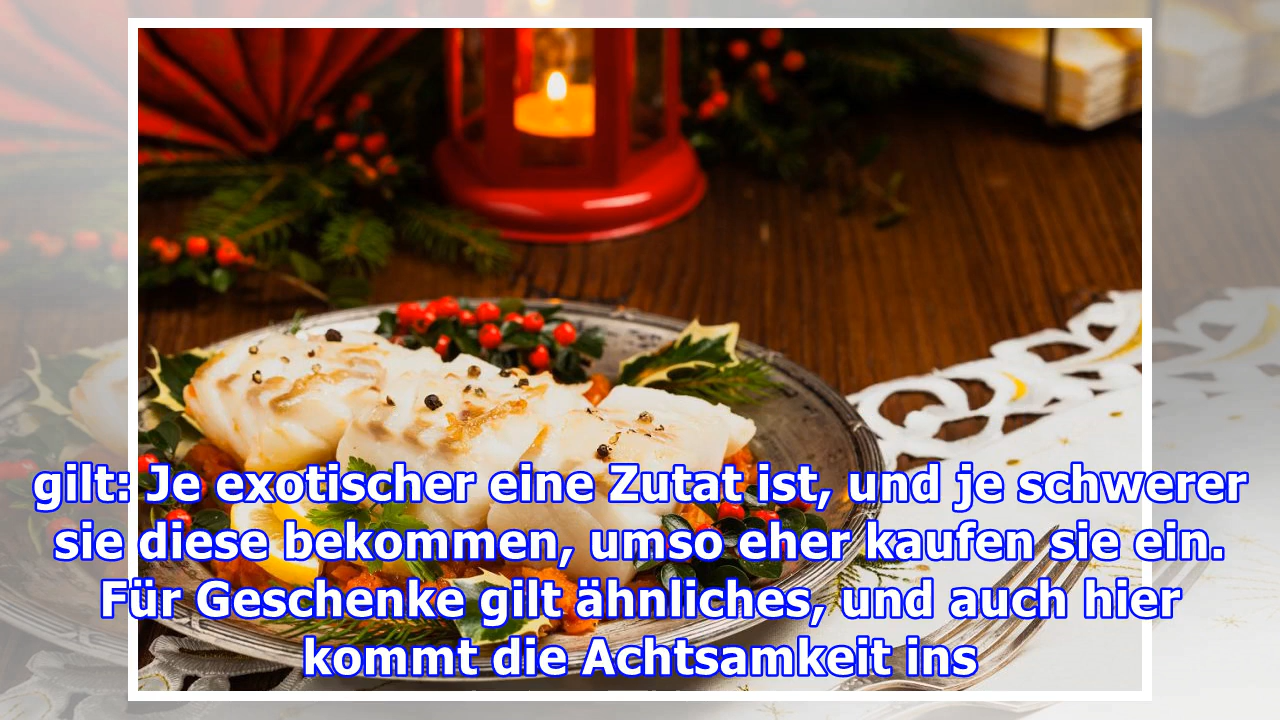 gilt: Je exotischer eine Zutat ist, und je schwerer
sie diese bekommen, umso eher kaufen sie ein.
Für Geschenke gilt ähnliches, und auch hier
kommt die Achtsamkeit ins